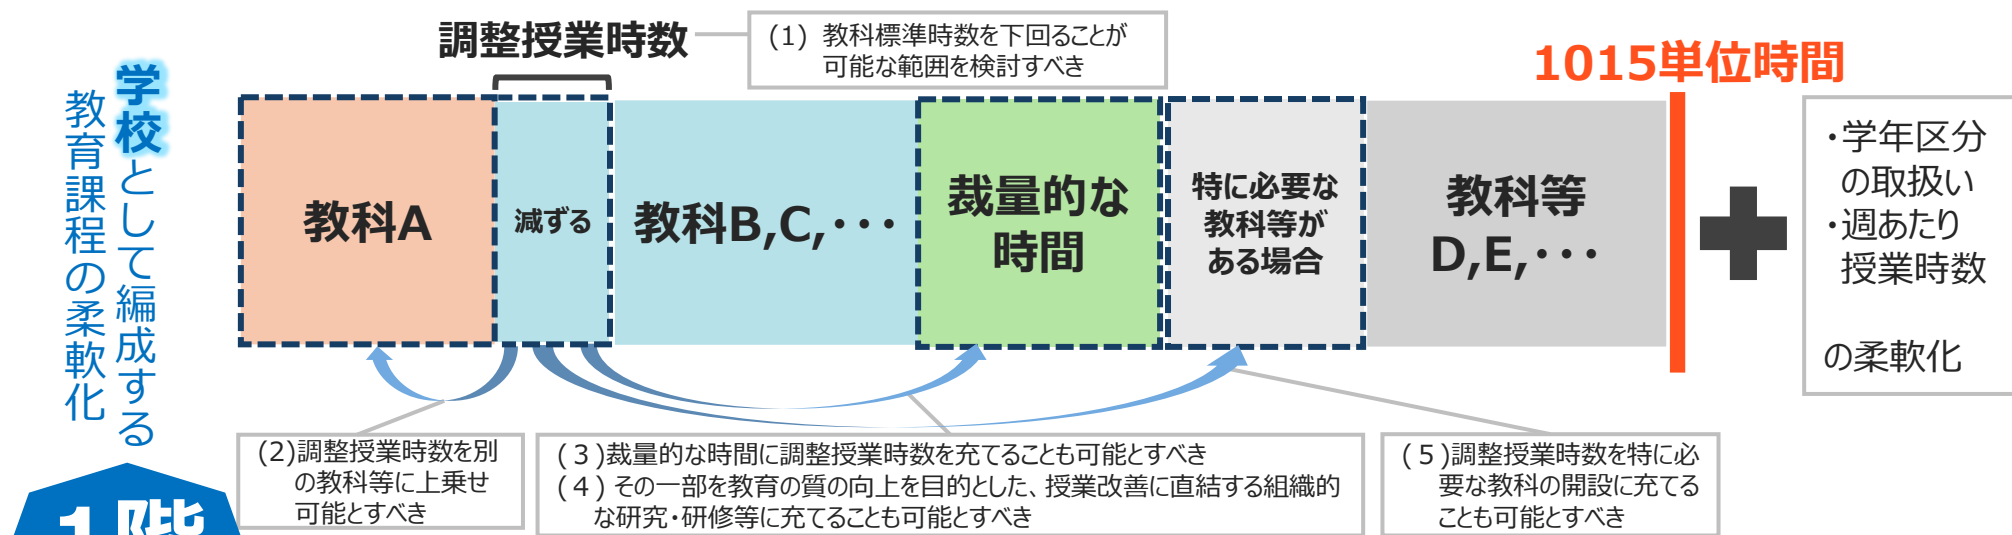 学校として編成する
教育課程の柔軟化
1階
調整授業時数
(1) 教科標準時数を下回ることが
可能な範囲を検討すべき
1015単位時間
教科A
減ずる
教科B,C,・・・
裁量的な
時間
特に必要な
教科等が
ある場合
教科等
D,E,・・・
・学年区分
の取扱い
・週あたり
授業時数
の柔軟化
(2)調整授業時数を別
の教科等に上乗せ
可能とすべき
(3)裁量的な時間に調整授業時数を充てることも可能とすべき
(4) その一部を教育の質の向上を目的とした、授業改善に直結する組織的
な研究・研修等に充てることも可能とすべき
(5)調整授業時数を特に必
要な教科の開設に充てる
ことも可能とすべき